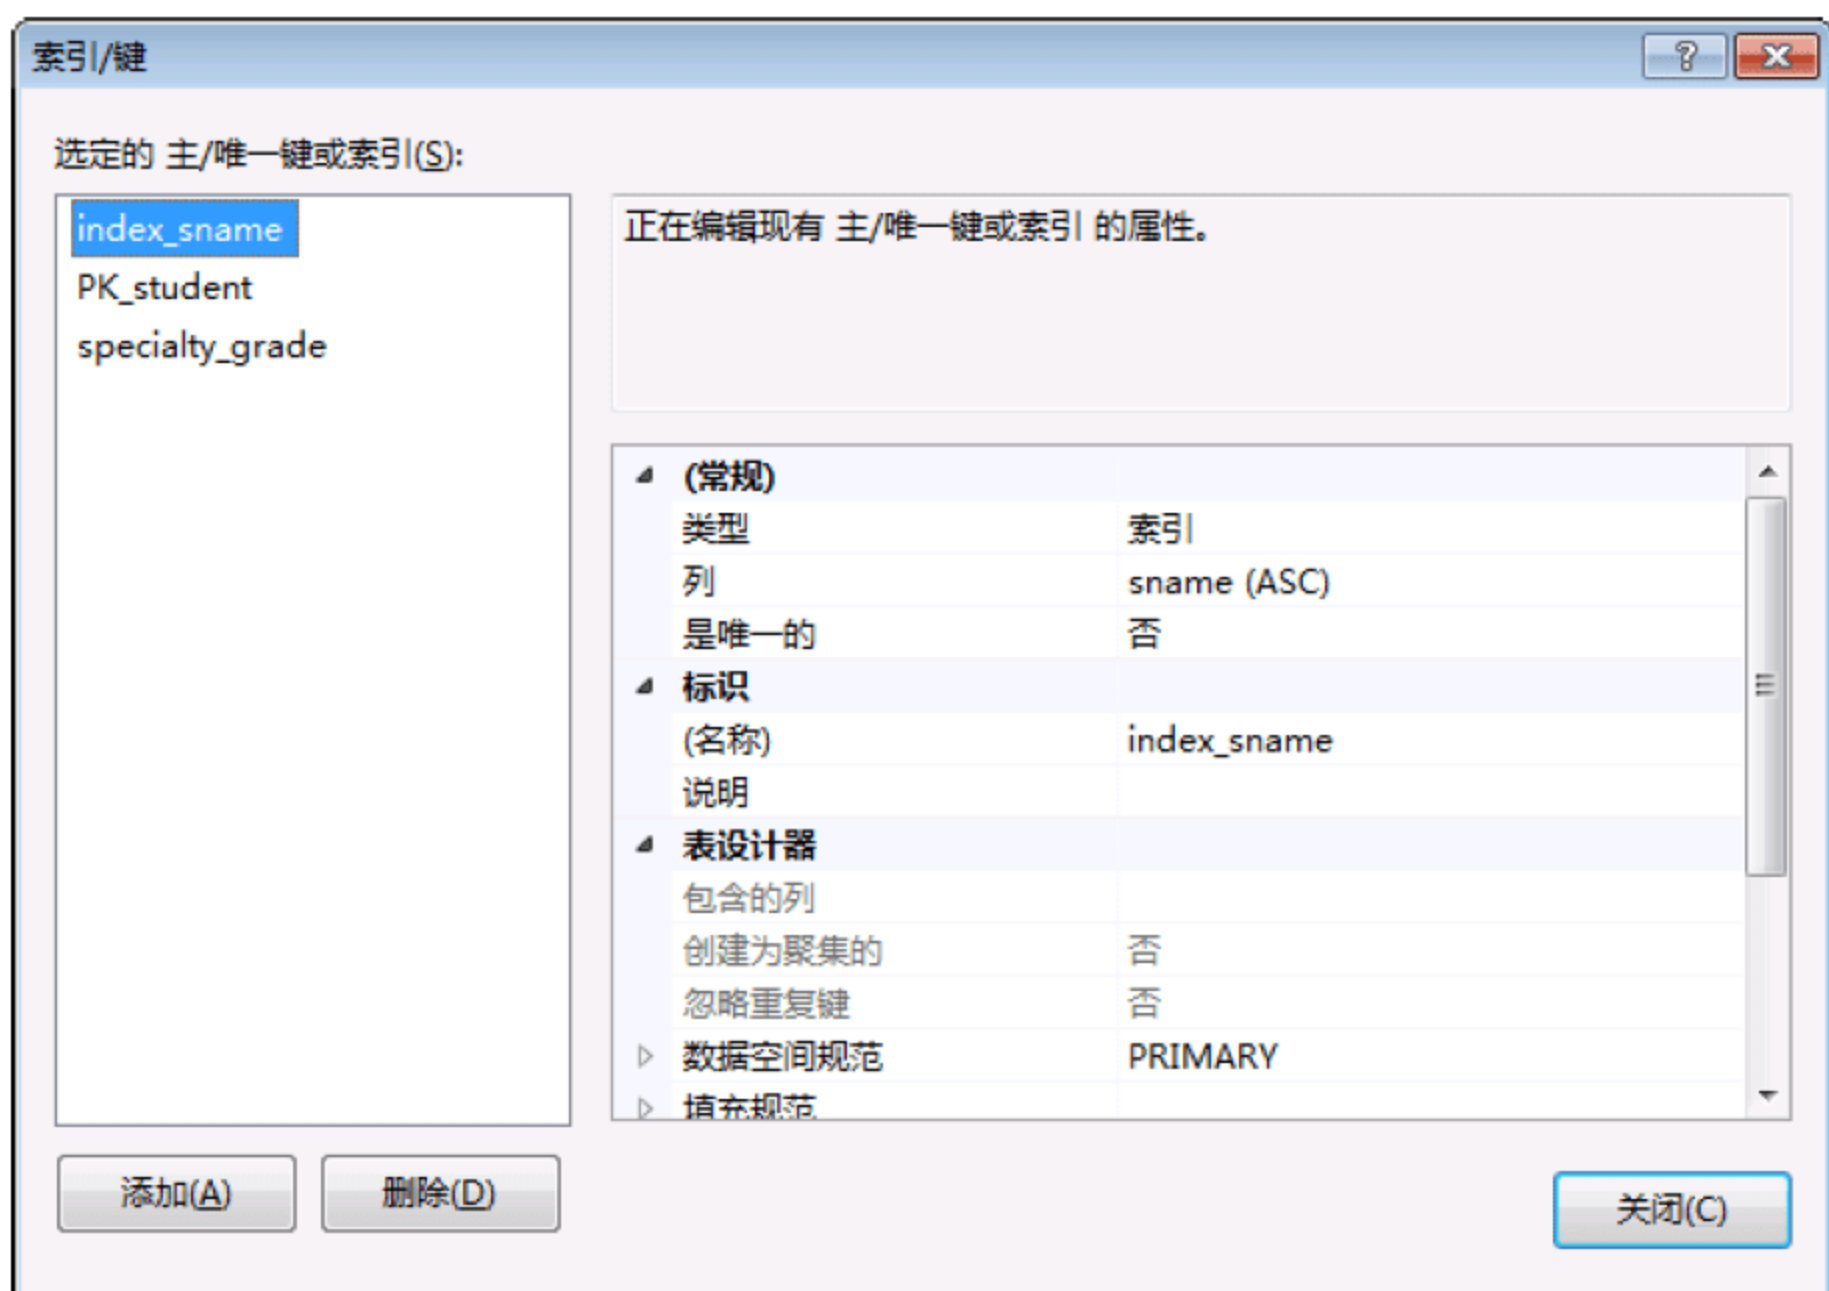 索引/键
选定的 主/唯一键或索引(S):
index_sname
PK_student
specialty_grade
正在编辑现有 主/唯一键或索引 的属性。
(常规)
类型 索引
列 sname (ASC)
是唯一的 否
标识
(名称) index_sname
说明
表设计器
包含的列
创建为聚集的 否
忽略重复键 否
数据空间规范 PRIMARY
填充规范
添加(A) 删除(D)
关闭(C)